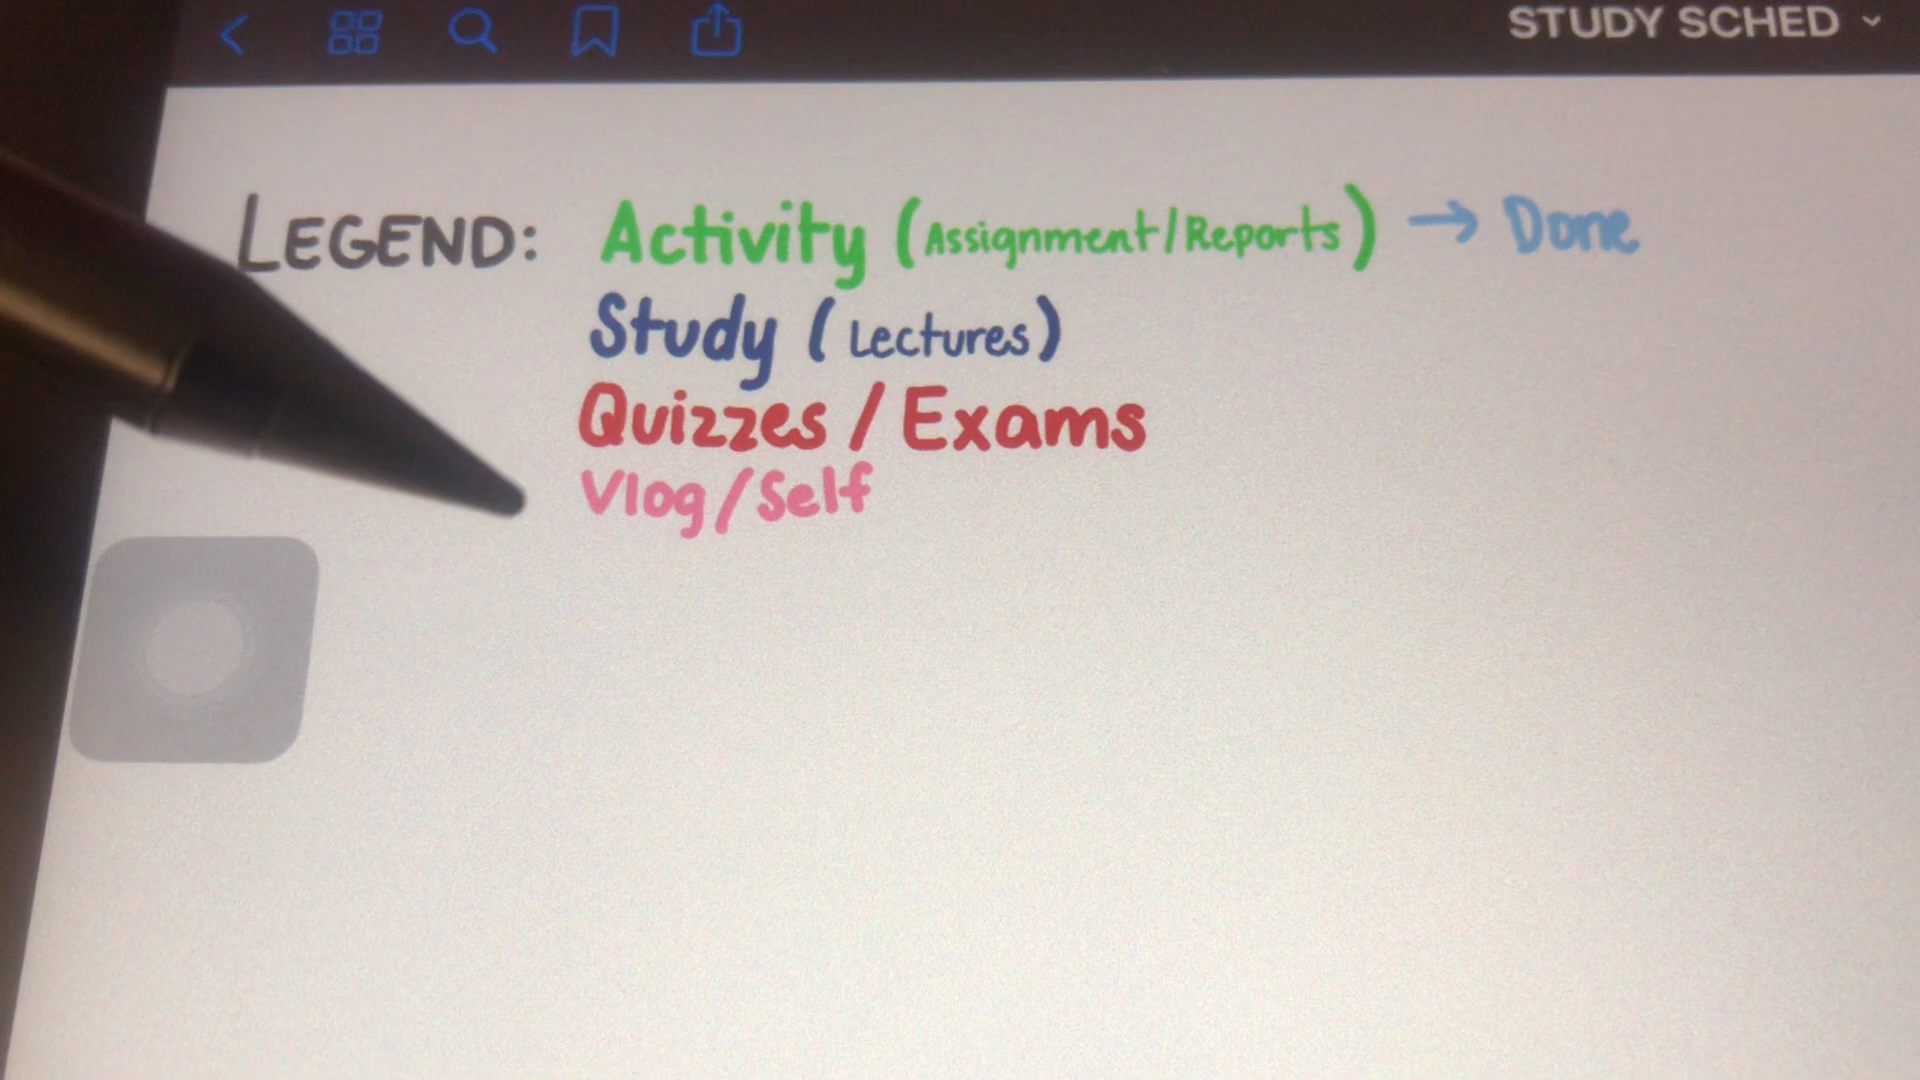 STUDY SCHED
LEGEND: Activity (Assignment/Reports) → Done
Study (Lectures)
Quizzes / Exams
Vlog/Self